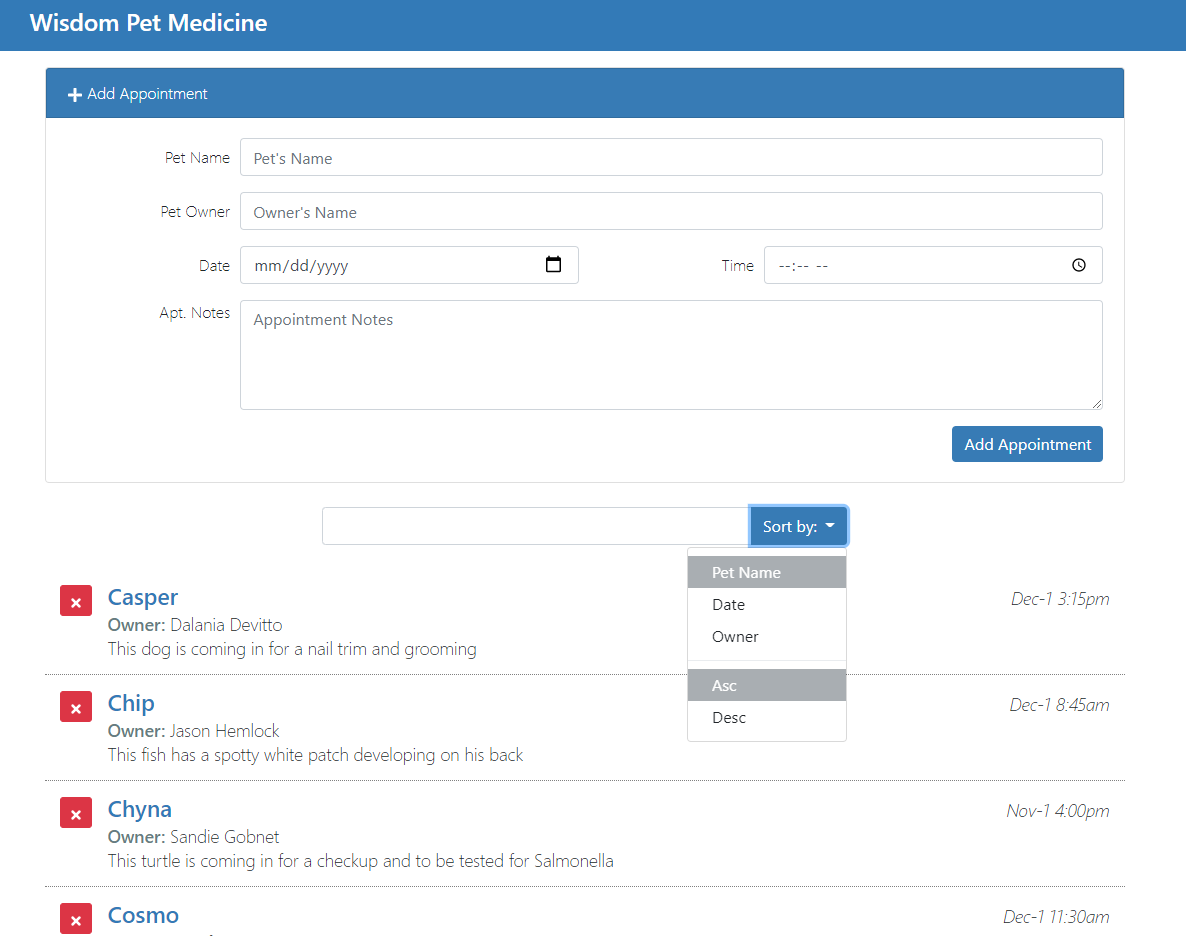 Wisdom Pet Medicine
Add Appointment
Pet Name Pet's Name
Pet Owner Owner's Name
Date mm/dd/yyyy Time --:-- --
Apt. Notes Appointment Notes
Add Appointment
Sort by:
Pet Name
Date
Owner
Asc
Desc
Casper Dec-1 3:15pm
Owner: Dalania Devitto
This dog is coming in for a nail trim and grooming
Chip Dec-1 8:45am
Owner: Jason Hemlock
This fish has a spotty white patch developing on his back
Chyna Nov-1 4:00pm
Owner: Sandie Gobnet
This turtle is coming in for a checkup and to be tested for Salmonella
Cosmo Dec-1 11:30am